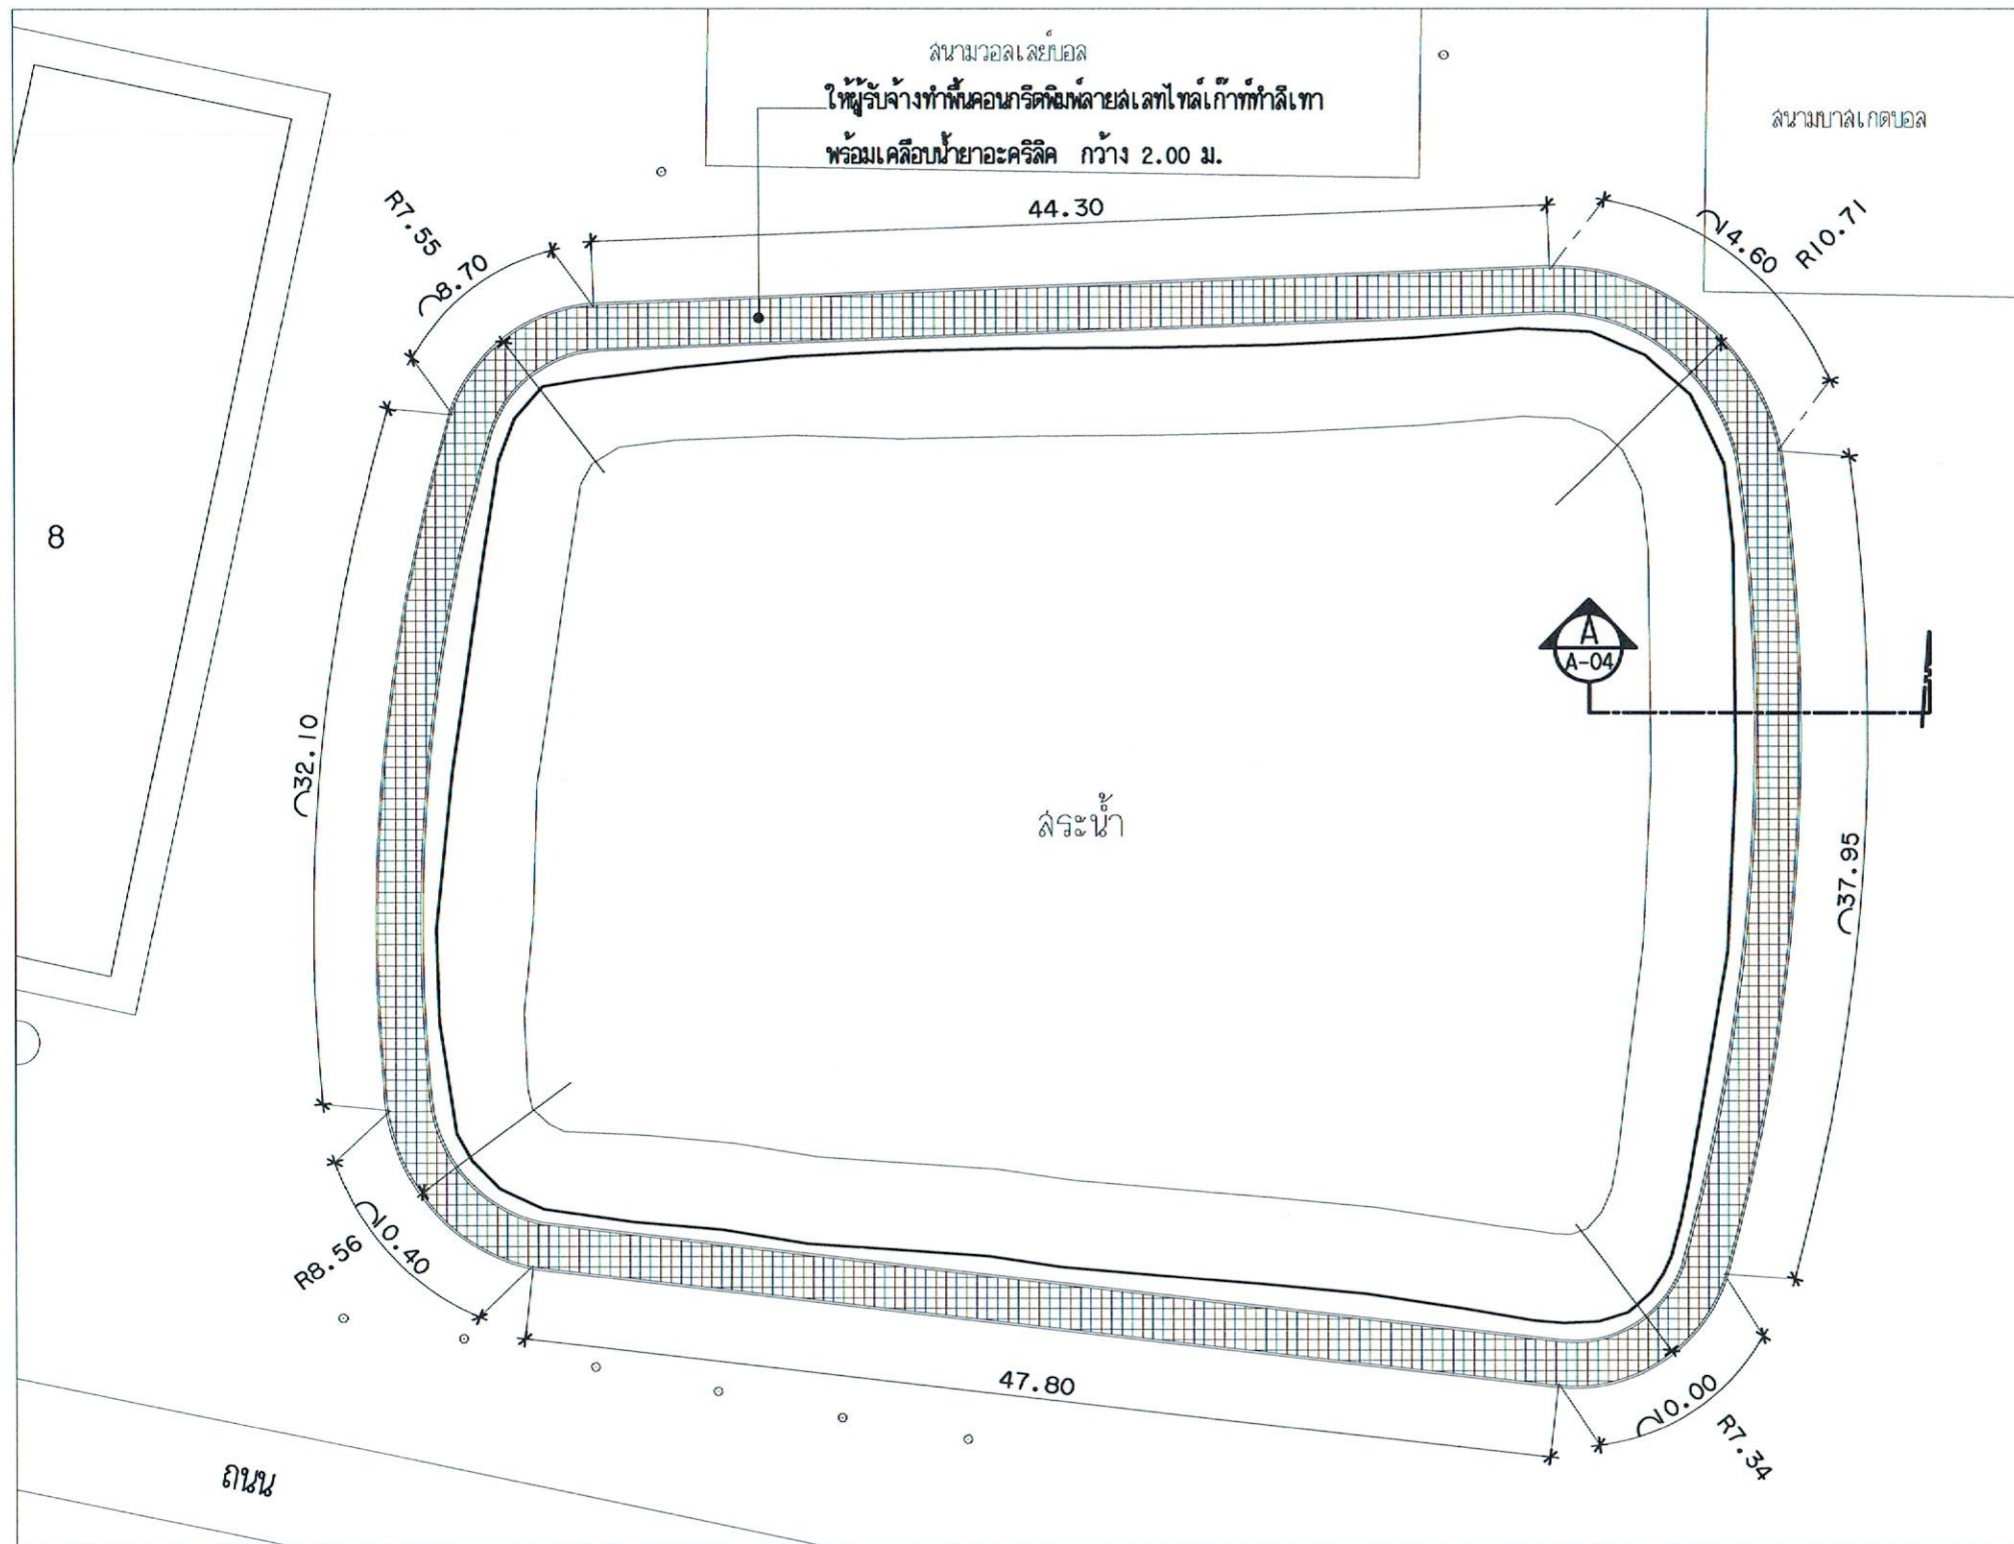 สนามวอลเลย์บอล
ให้ผู้รับจ้างทำพื้นคอนกรีตพิมพ์ลายสเลทไทล์เก๊าท์ทำสีเทา
พร้อมเคลือบน้ำยาอะคริลิค กว้าง 2.00 ม.
สนามบาสเกตบอล
44.30
R7.55
⌒8.70
⌒14.60
R10.71
8
A
A-04
⌒32.10
สระน้ำ
⌒37.95
R8.56
⌒10.40
47.80
⌒10.00
R7.34
ถนน